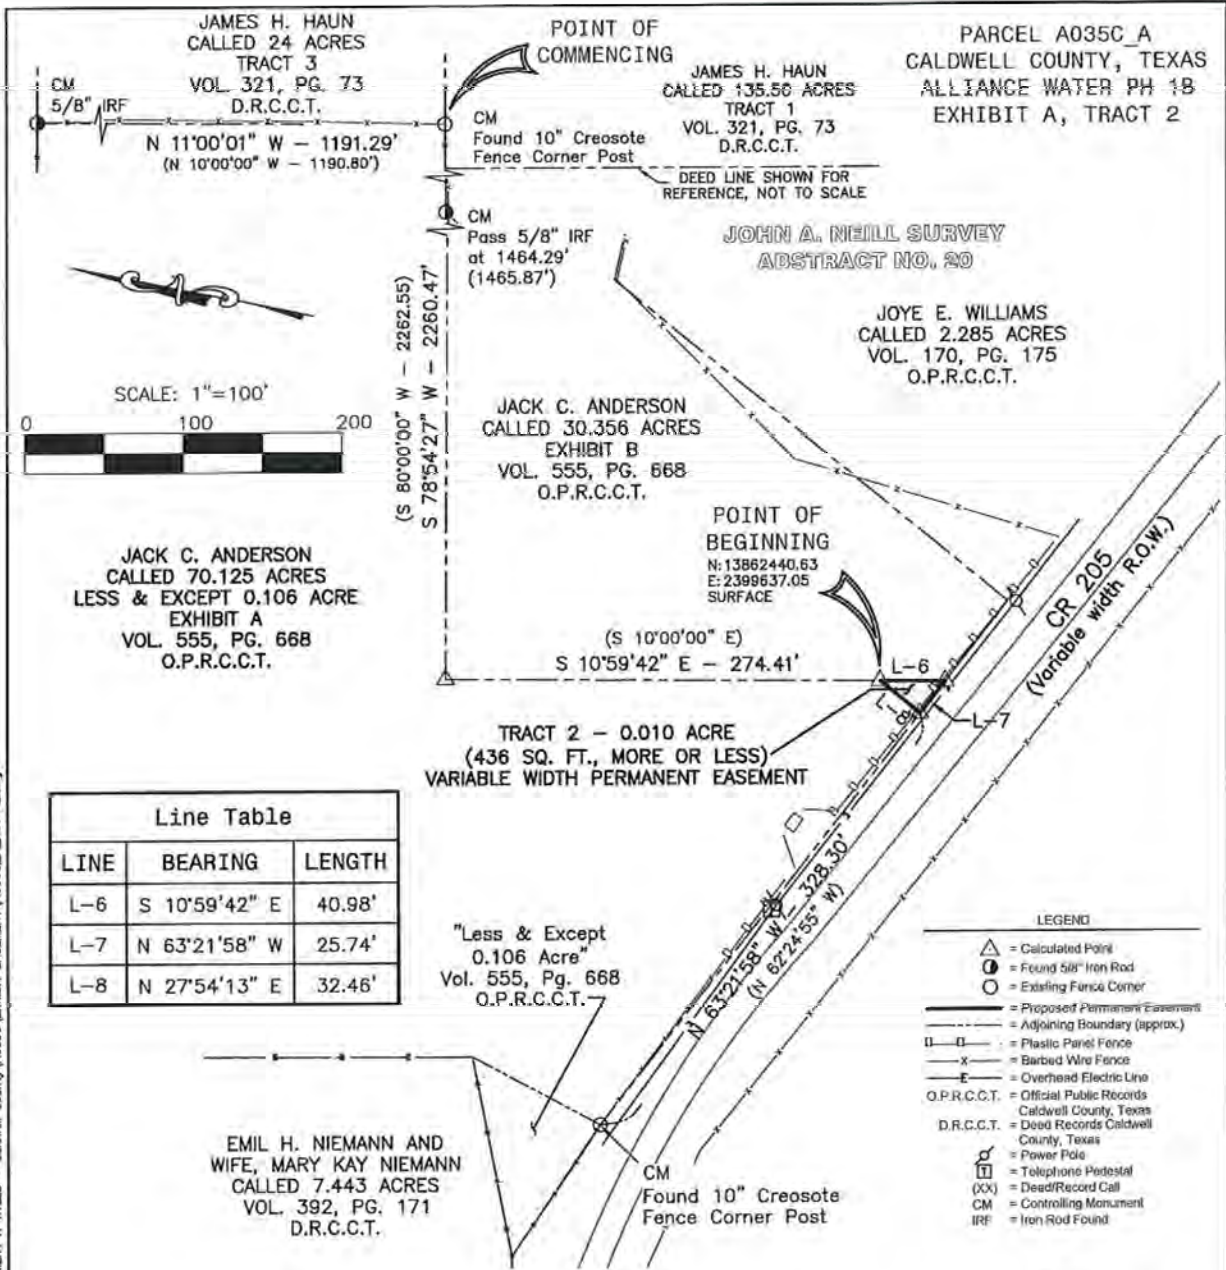 JAMES H. HAUN
CALLED 24 ACRES
TRACT 3
VOL. 321, PG. 73
D.R.C.C.T.
CM
5/8" IRF
N 11°00'01" W - 1191.29'
(N 10°00'00" W - 1190.80')
POINT OF
COMMENCING
CM
Found 10" Creosote
Fence Corner Post
JAMES H. HAUN
CALLED 135.50 ACRES
TRACT 1
VOL. 321, PG. 73
D.R.C.C.T.
DEED LINE SHOWN FOR
REFERENCE, NOT TO SCALE
PARCEL A035C_A
CALDWELL COUNTY, TEXAS
ALLIANCE WATER PH 1B
EXHIBIT A, TRACT 2
CM
Pass 5/8" IRF
at 1464.29'
(1465.87')
JOHN A. NEILL SURVEY
ABSTRACT NO. 20
JOYE E. WILLIAMS
CALLED 2.285 ACRES
VOL. 170, PG. 175
O.P.R.C.C.T.
(S 80°00'00" W - 2262.55)
S 78°54'27" W - 2260.47'
SCALE: 1"=100'
0 100 200
JACK C. ANDERSON
CALLED 30.356 ACRES
EXHIBIT B
VOL. 555, PG. 668
O.P.R.C.C.T.
JACK C. ANDERSON
CALLED 70.125 ACRES
LESS & EXCEPT 0.106 ACRE
EXHIBIT A
VOL. 555, PG. 668
O.P.R.C.C.T.
POINT OF
BEGINNING
N:13862440.63
E:2399637.05
SURFACE
CR 205
(Variable width R.O.W.)
(S 10°00'00" E)
S 10°59'42" E - 274.41'
L-6
L-8
L-7
TRACT 2 - 0.010 ACRE
(436 SQ. FT., MORE OR LESS)
VARIABLE WIDTH PERMANENT EASEMENT
Line Table
LINE BEARING LENGTH
L-6 S 10°59'42" E 40.98'
L-7 N 63°21'58" W 25.74'
L-8 N 27°54'13" E 32.46'
N 63°21'58" W - 328.30'
(N 62°24'55" W)
"Less & Except
0.106 Acre"
Vol. 555, Pg. 668
O.P.R.C.C.T.
EMIL H. NIEMANN AND
WIFE, MARY KAY NIEMANN
CALLED 7.443 ACRES
VOL. 392, PG. 171
D.R.C.C.T.
CM
Found 10" Creosote
Fence Corner Post
LEGEND
= Calculated Point
= Found 5/8" Iron Rod
= Existing Fence Corner
= Proposed Permanent Easement
= Adjoining Boundary (approx.)
= Plastic Panel Fence
X = Barbed Wire Fence
E = Overhead Electric Line
O.P.R.C.C.T. = Official Public Records
Caldwell County, Texas
D.R.C.C.T. = Deed Records Caldwell
County, Texas
= Power Pole
T = Telephone Pedestal
(XX) = Deed/Record Call
CM = Controlling Monument
IRF = Iron Rod Found